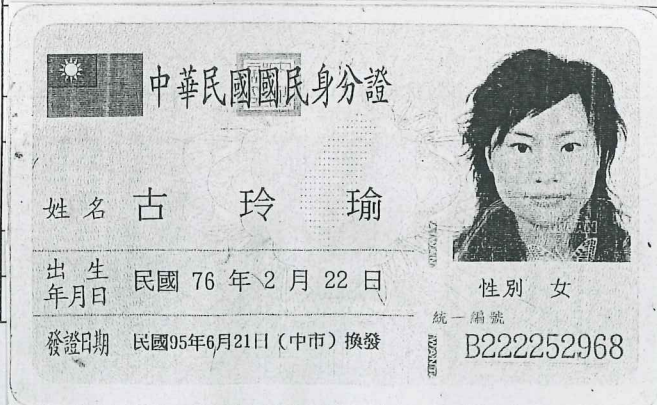 中華民國國民身分證
姓名 古玲瑜
出生年月日 民國 76 年 2 月 22 日
性別 女
發證日期 民國95年6月21日（中市）換發
統一編號
B222252968